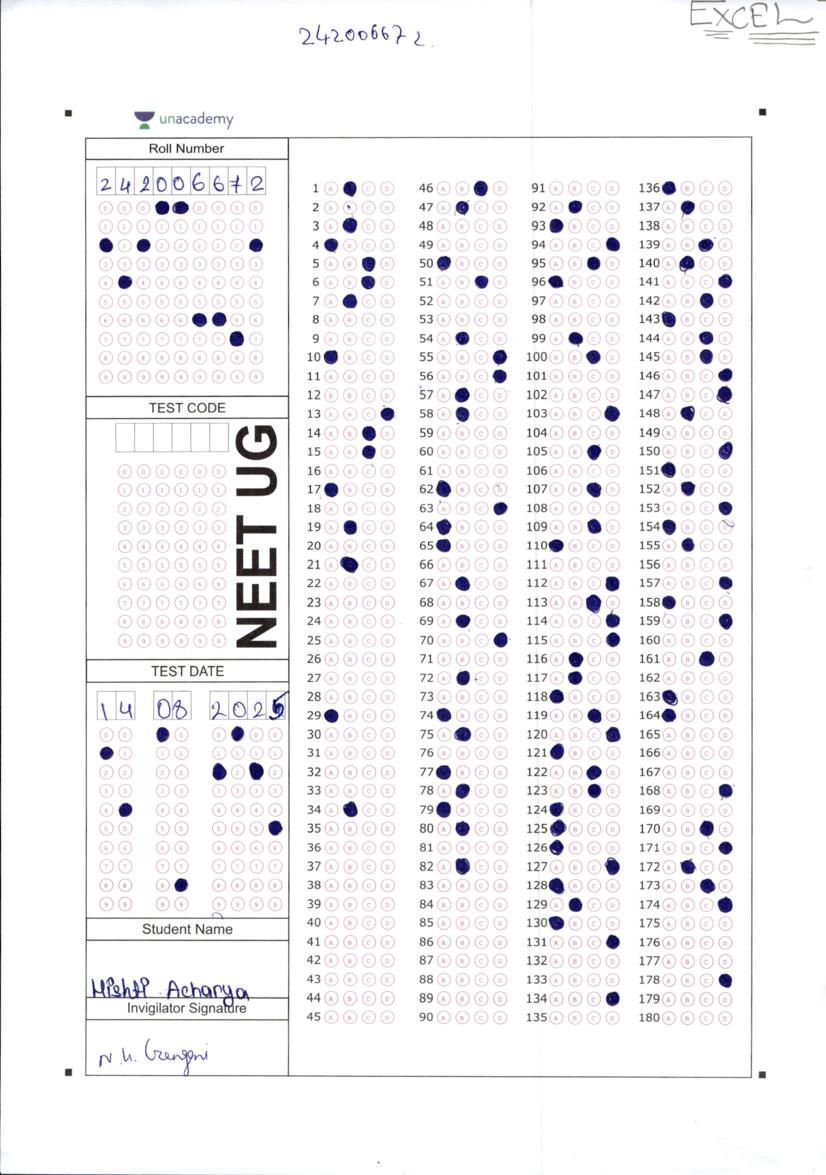 EXCEL
242006672.
unacademy
Roll Number
2 4 2 0 0 6 6 7 2
TEST CODE
NEET UG
TEST DATE
14 08 2025
Student Name
Mishti Acharya
Invigilator Signature
1 A C D
2 A B C D
3 A C D
4 B C D
5 A B D
6 A B D
7 A C D
8 A B C D
9 A B C D
10 B C D
11 A B C D
12 A B C D
13 A B C
14 A B D
15 A B D
16 A B C D
17 B C D
18 A B C D
19 A C D
20 A B C D
21 A C D
22 A B C D
23 A B C D
24 A B C D
25 A B C D
26 A B C D
27 A B C D
28 A B C D
29 B C D
30 A B C D
31 A B C D
32 A B C D
33 A B C D
34 A C D
35 A B C D
36 A B C D
37 A B C D
38 A B C D
39 A B C D
40 A B C D
41 A B C D
42 A B C D
43 A B C D
44 A B C D
45 A B C D
46 A B D
47 A C D
48 A B C D
49 A B C D
50 B C D
51 A B D
52 A B C D
53 A B C D
54 A C D
55 A B C
56 A B C
57 A C D
58 A C D
59 A B C D
60 A B C D
61 A B C D
62 B C D
63 A B C
64 B C D
65 B C D
66 A B C D
67 A C D
68 A B C D
69 A C D
70 A B C
71 A B C D
72 A C D
73 A B C D
74 B C D
75 A C D
76 A B C D
77 B C D
78 A C D
79 B C D
80 A C D
81 A B C D
82 A C D
83 A B C D
84 A B C D
85 A B C D
86 A B C D
87 A B C D
88 A B C D
89 A B C D
90 A B C D
91 A B C D
92 A C D
93 B C D
94 A B C
95 A B D
96 B C D
97 A B C D
98 A B C D
99 A C D
100 A B D
101 A B C D
102 A B C D
103 A B C
104 A B C D
105 A B D
106 A B C D
107 A B D
108 A B C D
109 A B D
110 B C D
111 A B C D
112 A B C
113 A B D
114 A B C
115 A B C
116 A C D
117 A C D
118 B C D
119 A B D
120 A B C
121 B C D
122 A B D
123 A B D
124 B C D
125 B C D
126 B C D
127 A B C
128 B C D
129 A C D
130 B C D
131 A B C
132 A B C D
133 A B C D
134 A B C
135 A B C D
136 B C D
137 A C D
138 A B C D
139 A B D
140 A C D
141 A B C
142 A B D
143 B C D
144 A B D
145 A B D
146 A B C
147 A B C
148 A C D
149 A B C D
150 A B C
151 B C D
152 A C D
153 A B C
154 B C D
155 A C D
156 A B C D
157 A B C
158 B C D
159 A B C
160 A B C D
161 A B D
162 A B C D
163 B C D
164 B C D
165 A B C D
166 A B C D
167 A B C D
168 A B C
169 A B C D
170 A B D
171 A B C
172 A C D
173 A B D
174 A B C
175 A B C D
176 A B C D
177 A B C D
178 A B C
179 A B C D
180 A B C D